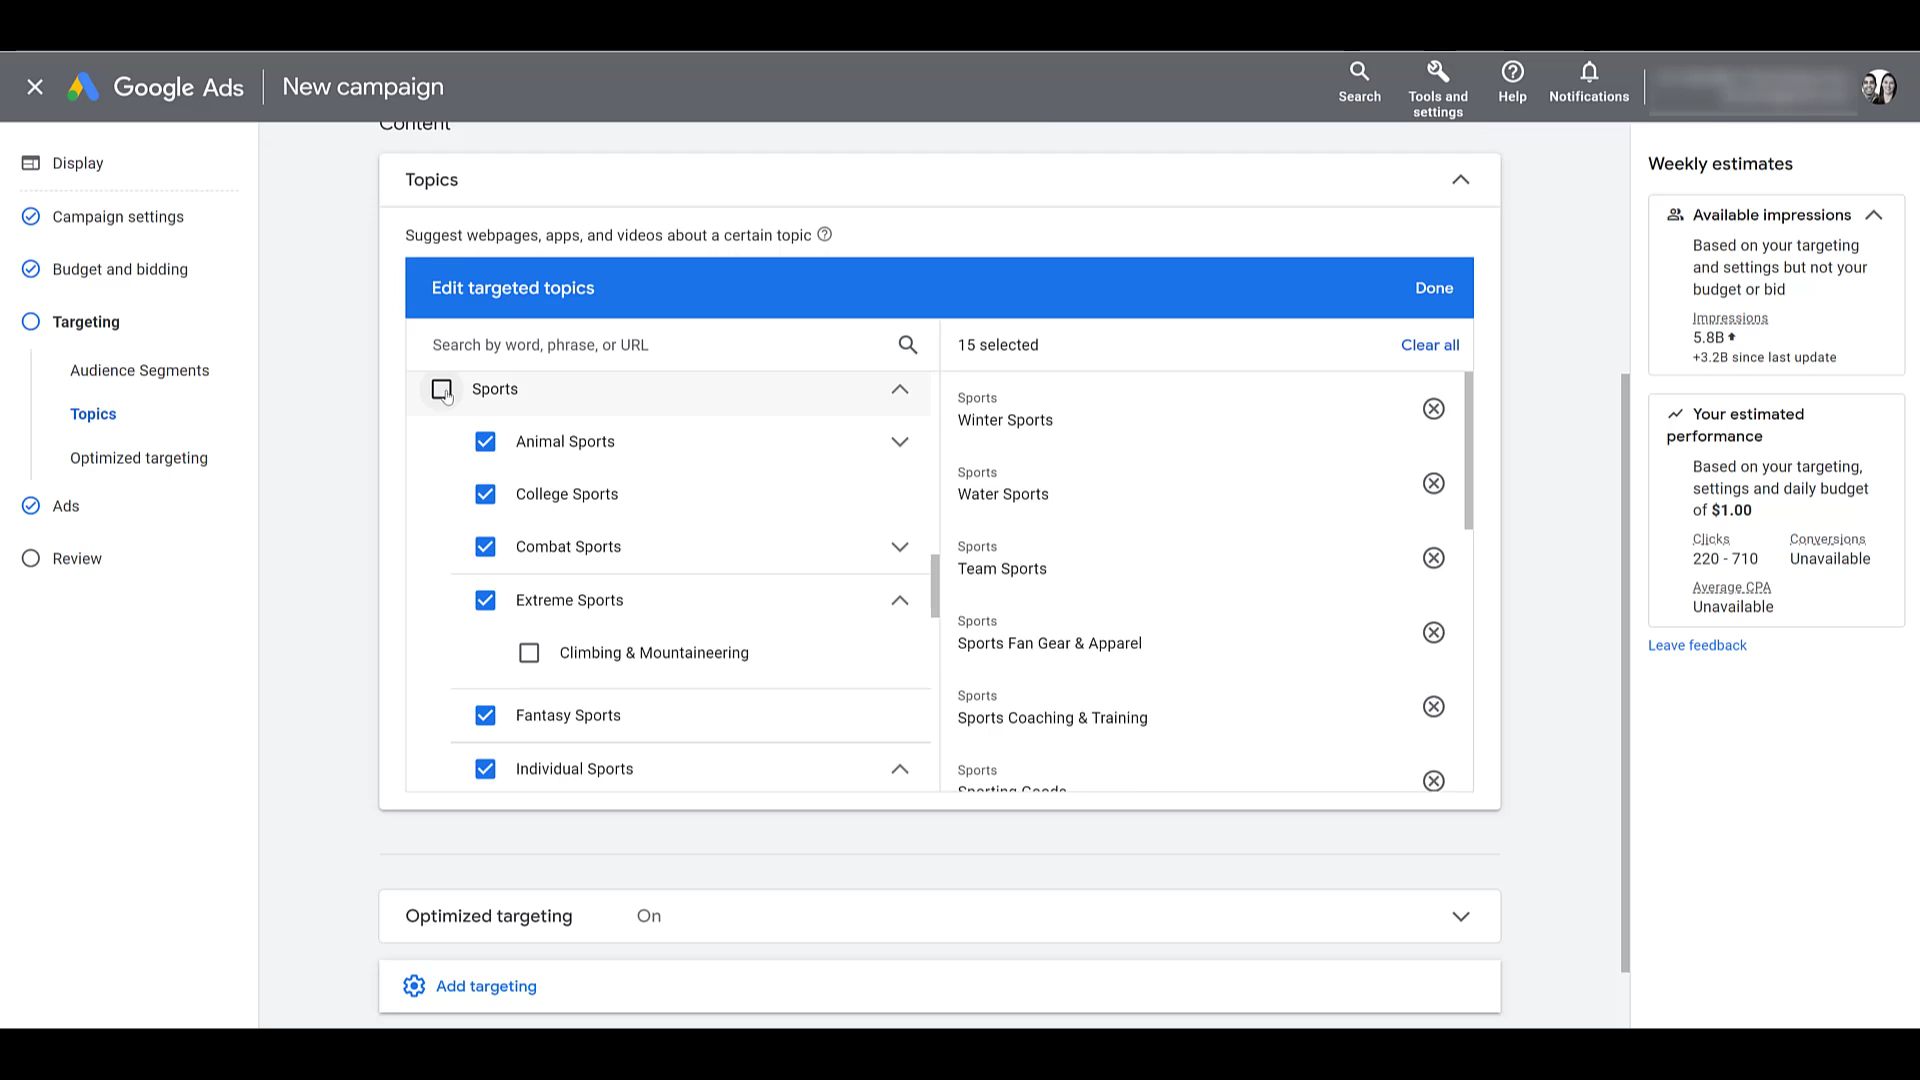 Google Ads
New campaign
Search
Tools and
settings
Help
Notifications
Display
Campaign settings
Budget and bidding
Targeting
Audience Segments
Topics
Optimized targeting
Ads
Review
Content
Topics
Suggest webpages, apps, and videos about a certain topic
Edit targeted topics
Done
Search by word, phrase, or URL
15 selected
Clear all
Sports
Animal Sports
College Sports
Combat Sports
Extreme Sports
Climbing & Mountaineering
Fantasy Sports
Individual Sports
Sports
Winter Sports
Sports
Water Sports
Sports
Team Sports
Sports
Sports Fan Gear & Apparel
Sports
Sports Coaching & Training
Sports
Sporting Goods
Optimized targeting On
Add targeting
Weekly estimates
Available impressions
Based on your targeting
and settings but not your
budget or bid
Impressions
5.8B
+3.2B since last update
Your estimated
performance
Based on your targeting,
settings and daily budget
of $1.00
Clicks Conversions
220 - 710 Unavailable
Average CPA
Unavailable
Leave feedback